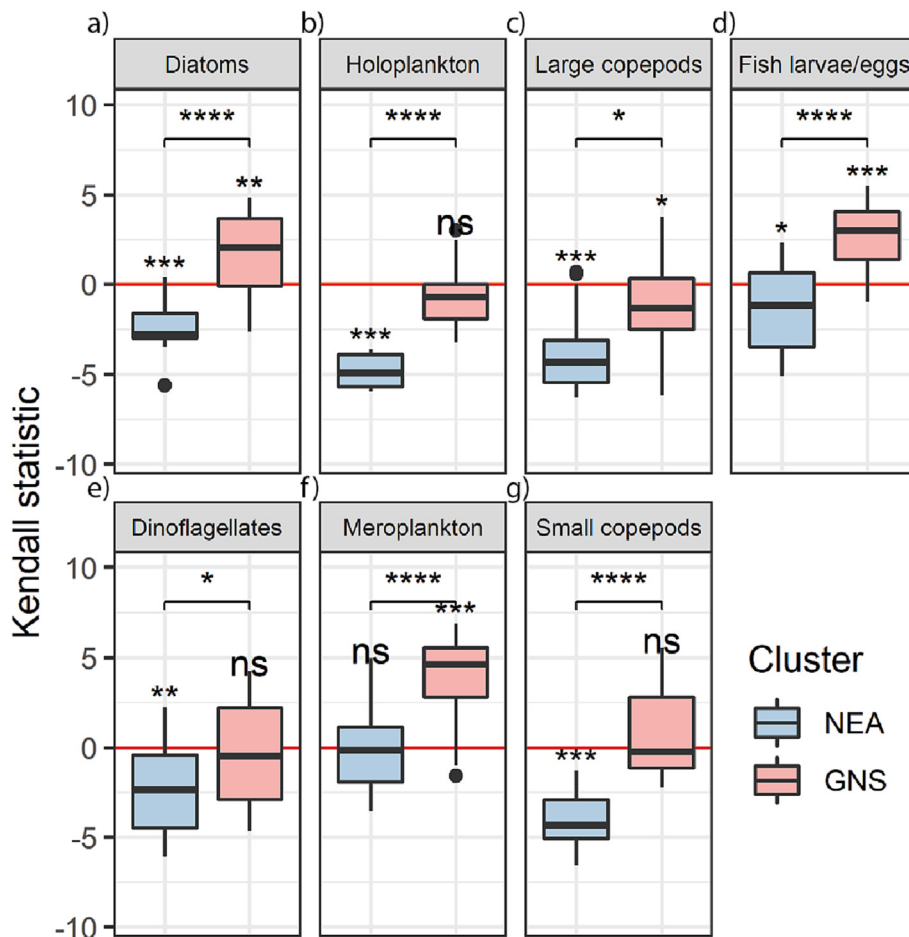 a)
b)
c)
d)
Diatoms
Holoplankton
Large copepods
Fish larvae/eggs
10
5
0
-5
-10
****
****
*
****
***
**
***
ns
***
*
*
***
e)
f)
g)
Dinoflagellates
Meroplankton
Small copepods
10
5
0
-5
-10
*
****
****
**
ns
ns
***
***
ns
Kendall statistic
Cluster
NEA
GNS